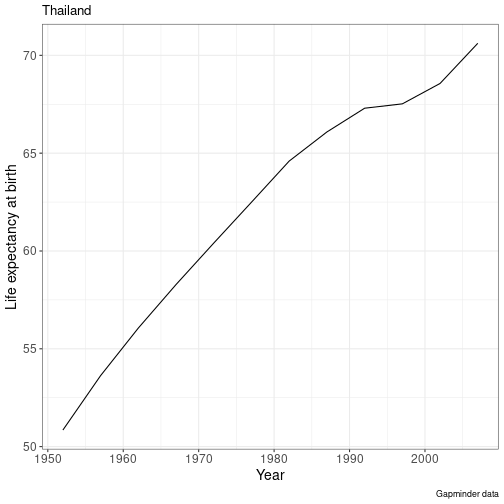 Thailand
Life expectancy at birth
70
65
60
55
50
1950 1960 1970 1980 1990 2000
Year
Gapminder data